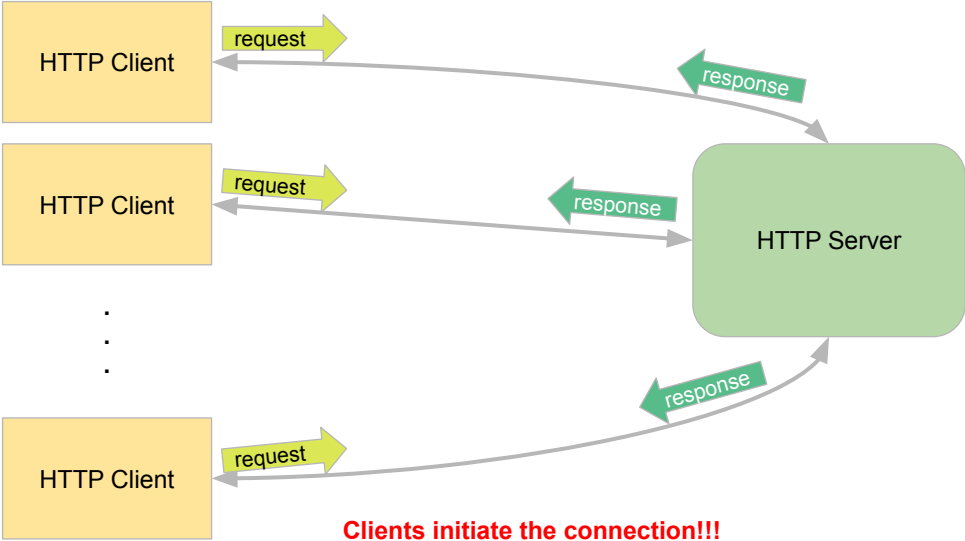 HTTP Client
request
response
HTTP Client
request
response
HTTP Server
.
.
.
response
HTTP Client
request
Clients initiate the connection!!!